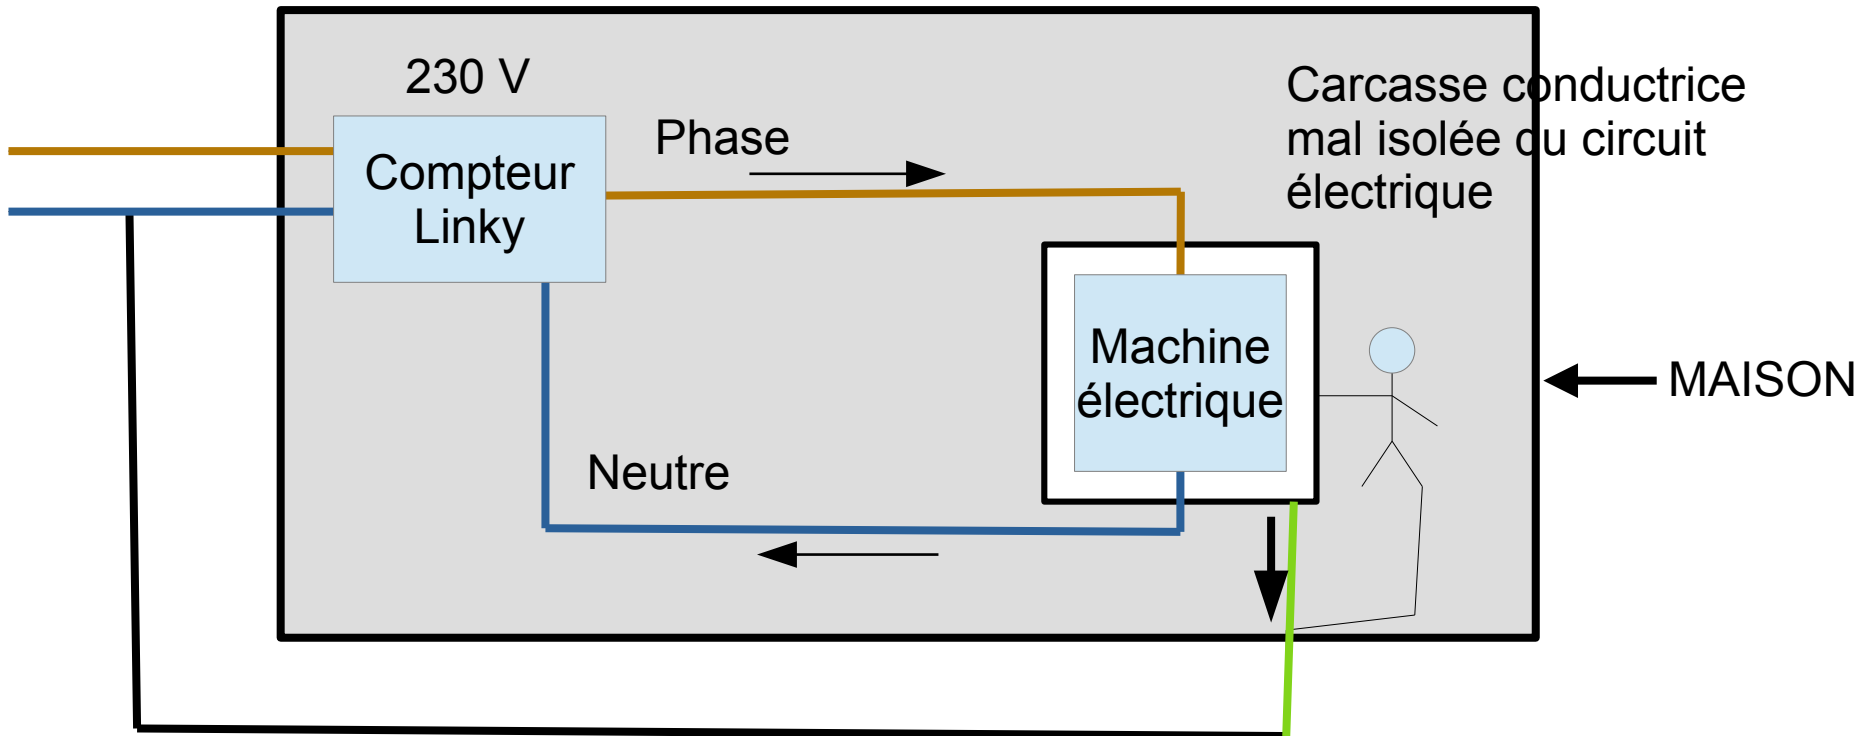 230 V
Compteur
Linky
Phase
Carcasse conductrice
mal isolée du circuit
électrique
Machine
électrique
MAISON
Neutre